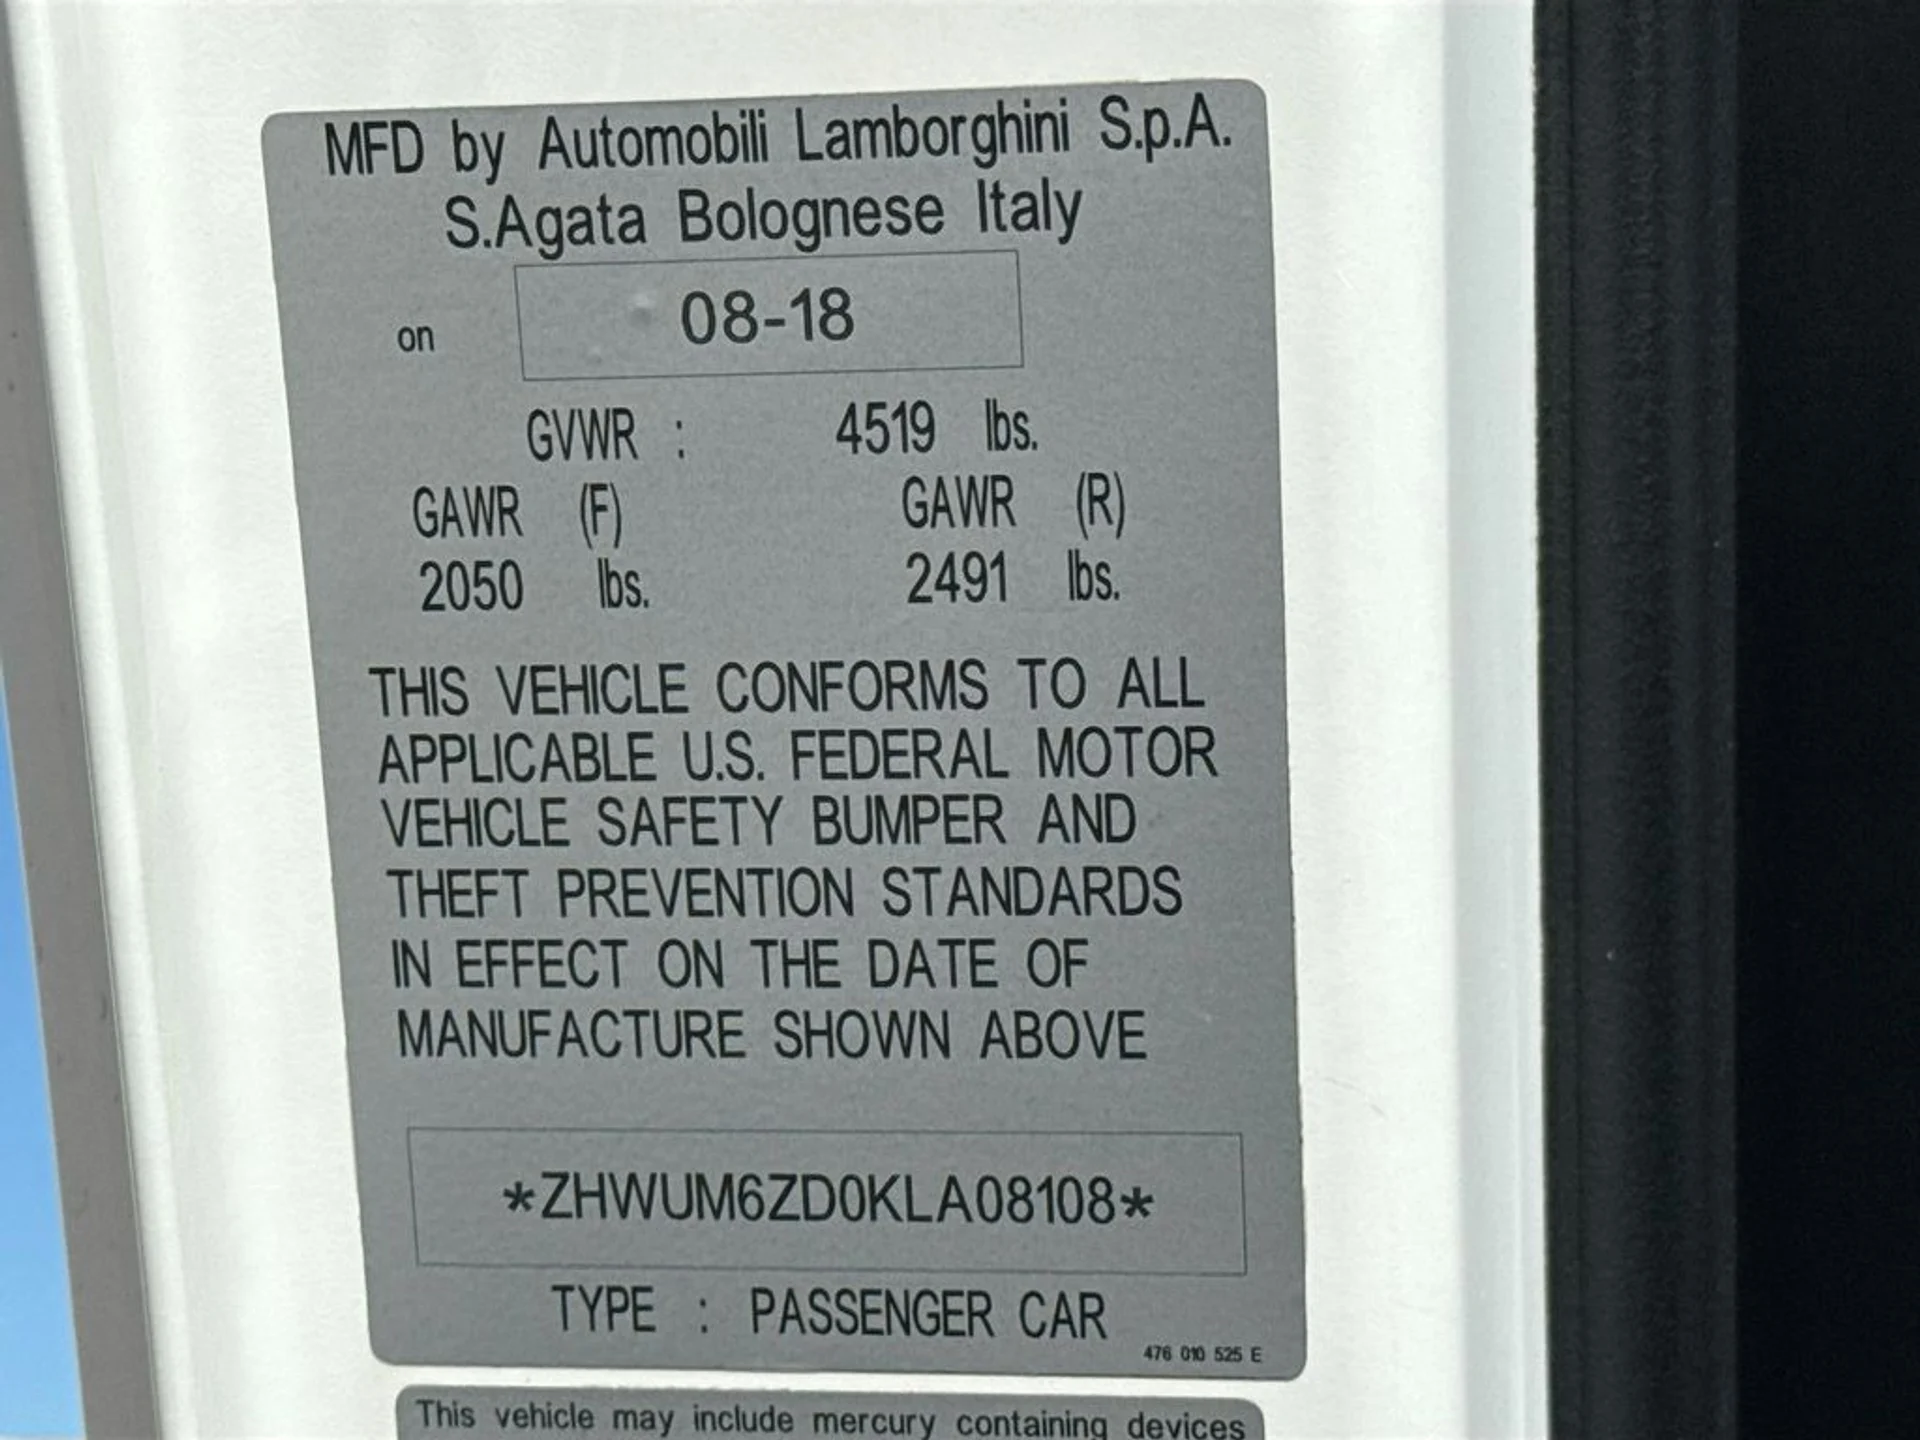 MFD by Automobili Lamborghini S.p.A.
S.Agata Bolognese Italy
on 08-18
GVWR : 4519 lbs.
GAWR (F) GAWR (R)
2050 lbs. 2491 lbs.
THIS VEHICLE CONFORMS TO ALL
APPLICABLE U.S. FEDERAL MOTOR
VEHICLE SAFETY BUMPER AND
THEFT PREVENTION STANDARDS
IN EFFECT ON THE DATE OF
MANUFACTURE SHOWN ABOVE
*ZHWUM6ZD0KLA08108*
TYPE : PASSENGER CAR
476 010 525 E
This vehicle may include mercury containing devices